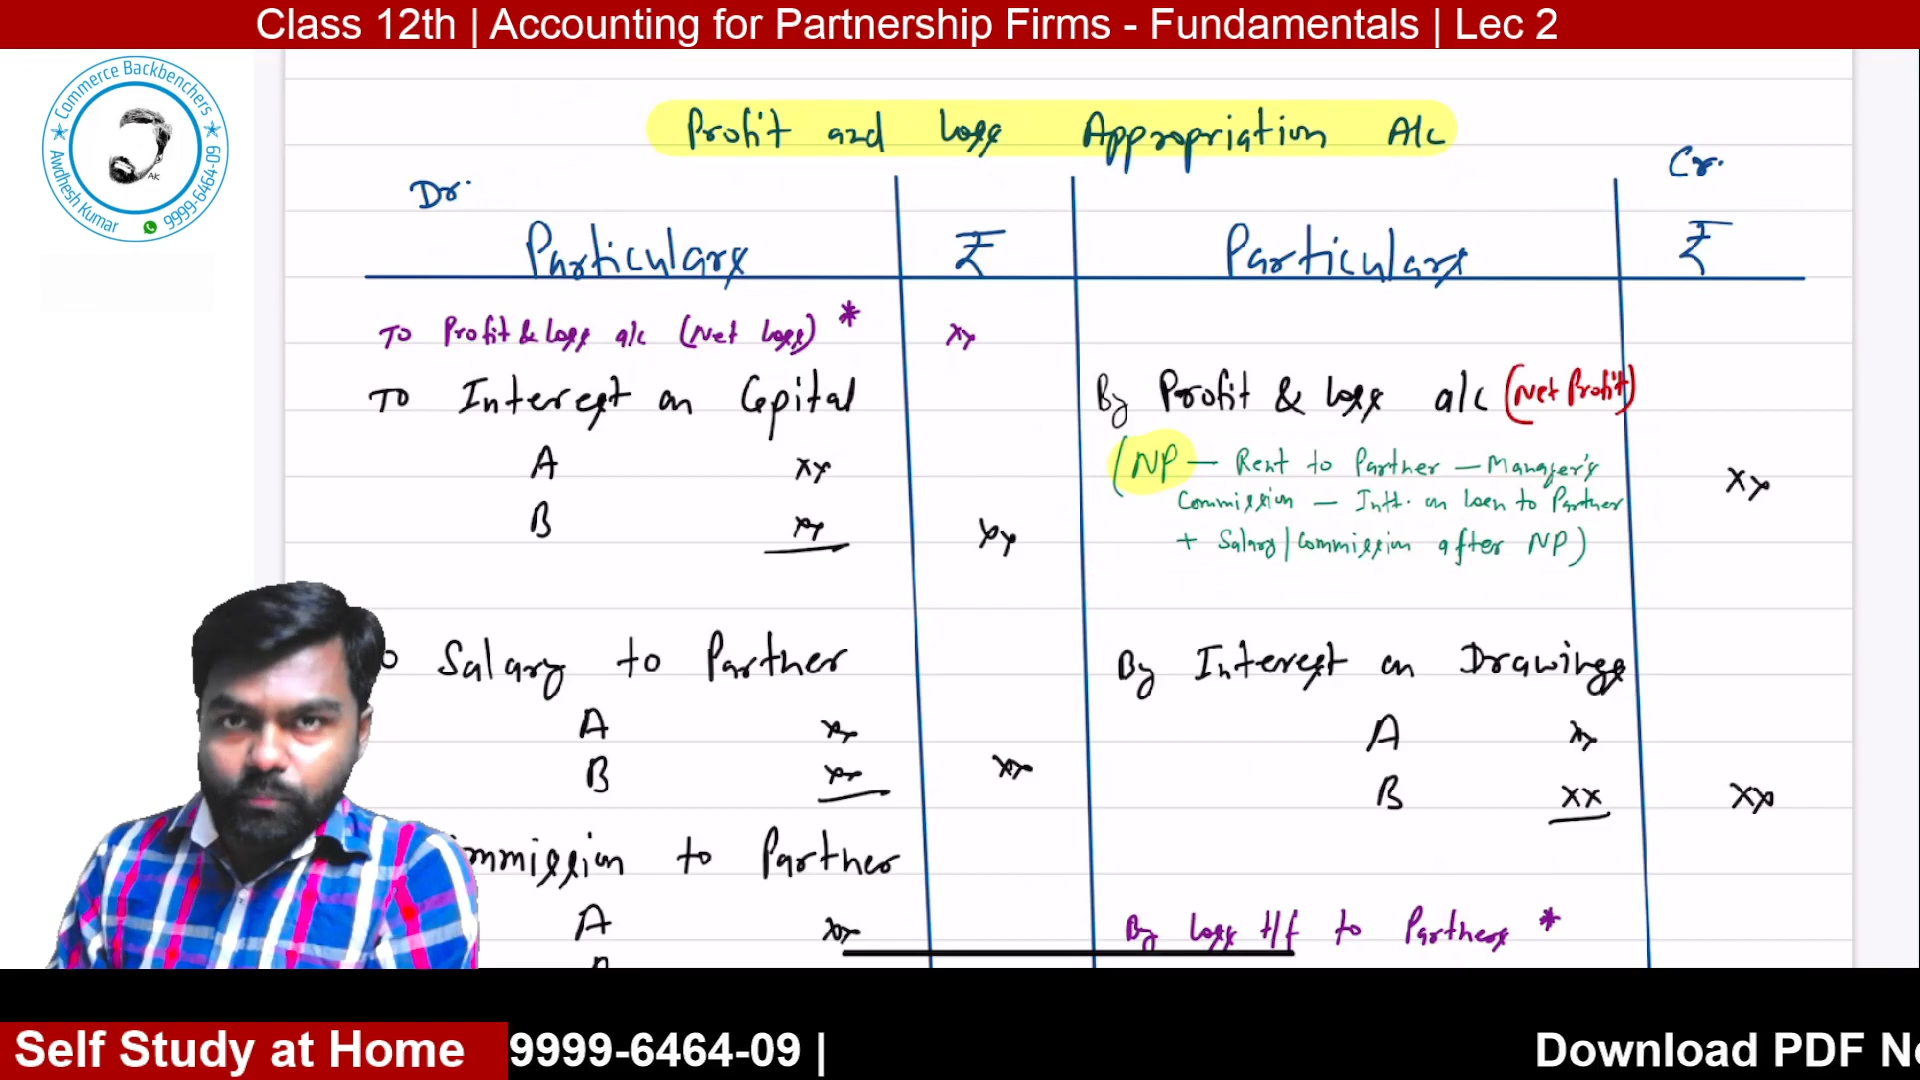 Class 12th | Accounting for Partnership Firms - Fundamentals | Lec 2
Commerce Backbenchers
Awdhesh Kumar
9999-6464-09
AK
Profit and Loss Appropriation A/c
Dr.
Cr.
Particulars ₹ Particulars ₹
To Profit & Loss a/c (Net Loss) * xx
To Interest on Capital
A xx
B xx xx
By Profit & Loss a/c (Net Profit)
(NP — Rent to Partner — Manager's
Commission — Intt. on loan to Partner
+ Salary/Commission after NP) xx
o Salary to Partner
A xx
B xx xx
By Interest on Drawings
A xx
B xx xx
mmission to Partner
A xx
By Loss t/f to Partners *
Self Study at Home
9999-6464-09 |
Download PDF No